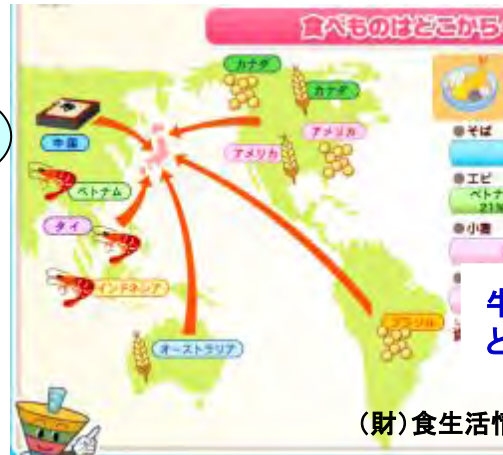 食べものはどこから
カナダ
カナダ
アメリカ
アメリカ
中国
ベトナム
タイ
インドネシア
オーストラリア
ブラジル
●そば
●エビ
ベトナ
21%
●小麦
と
(財)食生活情